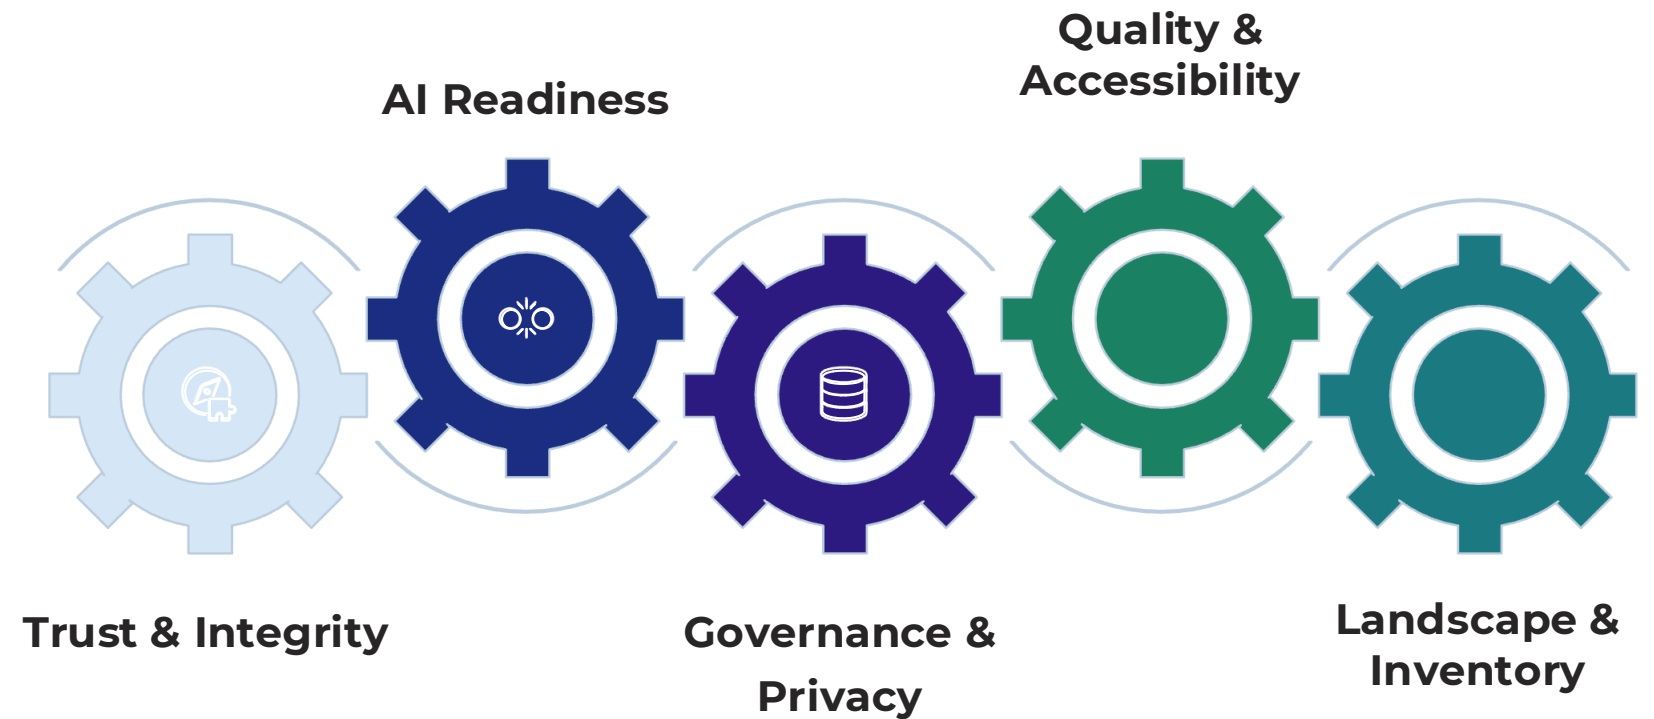 Quality &
Accessibility
AI Readiness
Trust & Integrity
Governance &
Privacy
Landscape &
Inventory